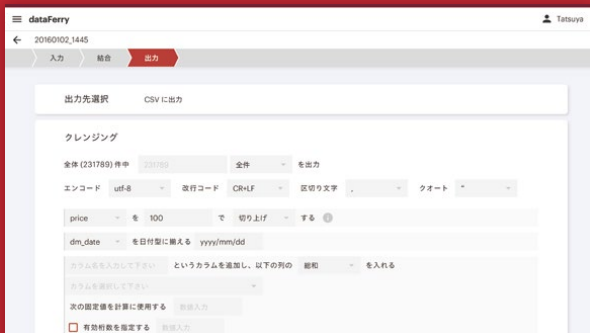 dataFerry Tatsuya
20160102_1445
入力 結合 出力
出力先選択 CSV に出力
クレンジング
全体 (231789) 件中 231789 全件 を出力
エンコード utf-8 改行コード CR+LF 区切り文字 , クオート "
price を 100 で 切り上げ する
dm_date を日付型に揃える yyyy/mm/dd
カラム名を入力して下さい というカラムを追加し、以下の列の 総和 を入れる
カラムを選択して下さい
次の固定値を計算に使用する 数値入力
有効桁数を指定する 数値入力